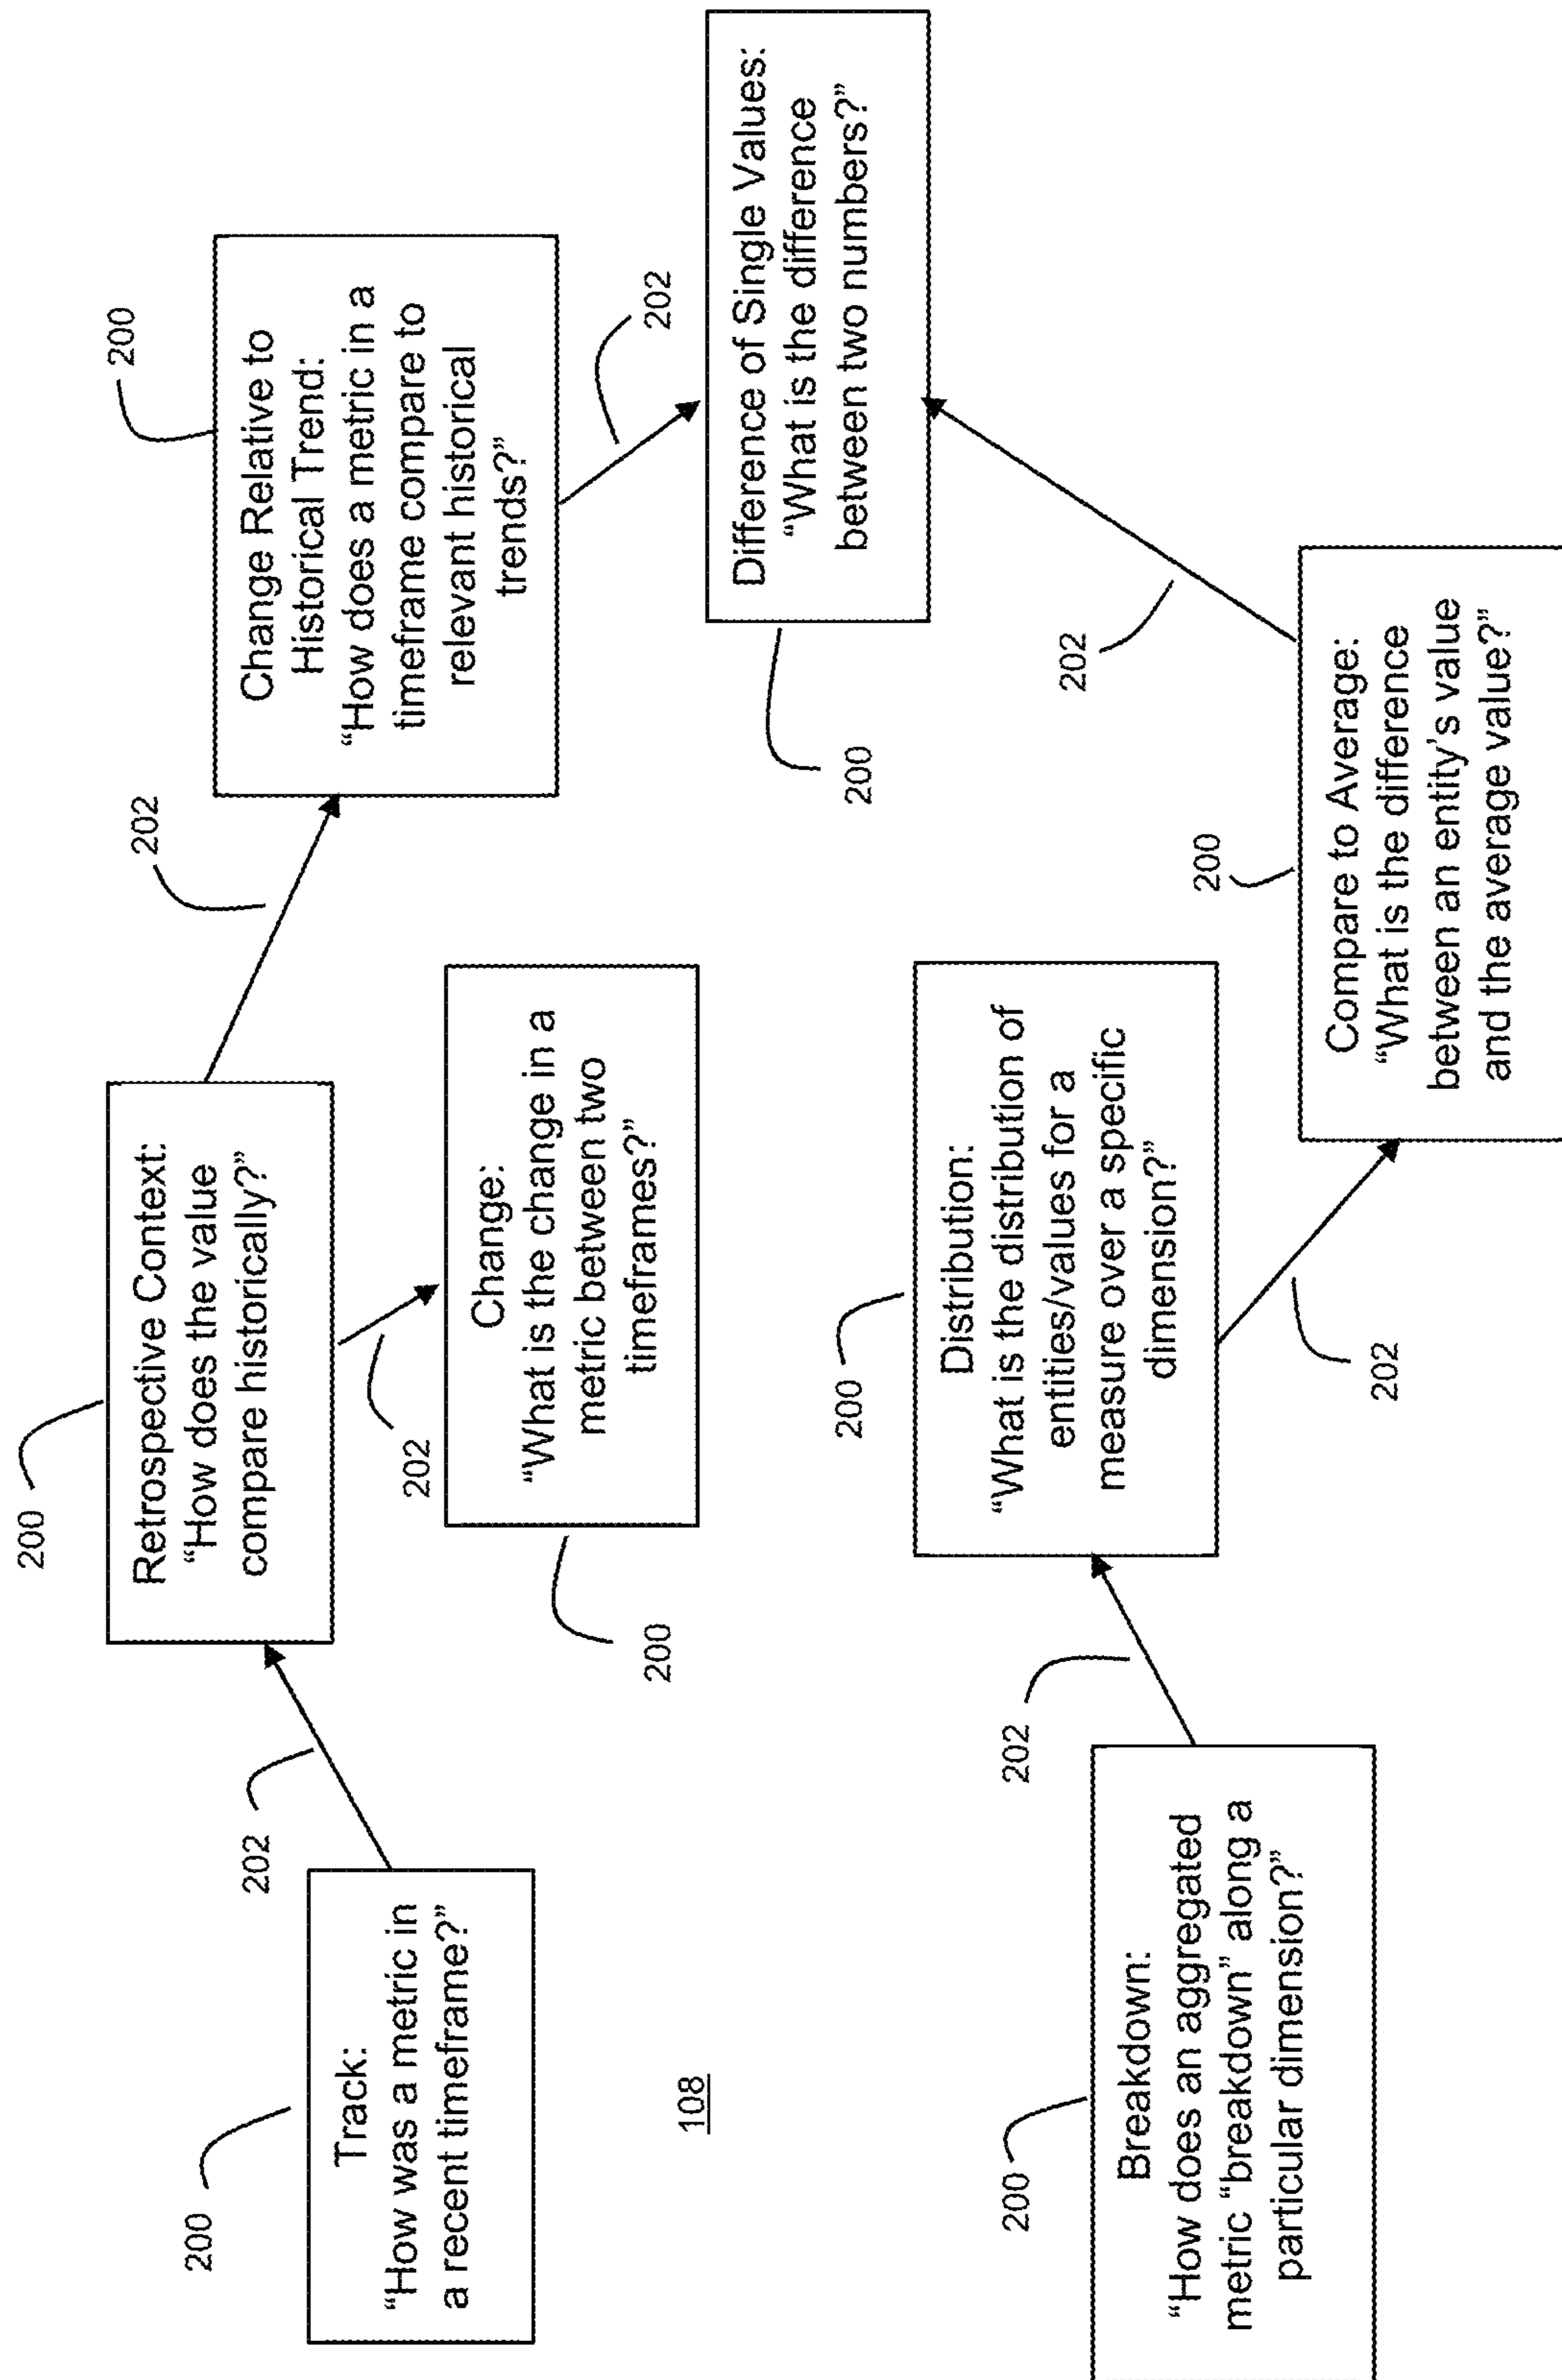 200
Track:
“How was a metric in
a recent timeframe?”
202
200
Retrospective Context:
“How does the value
compare historically?”
202
200
Change:
“What is the change in a
metric between two
timeframes?”
202
200
Change Relative to
Historical Trend:
“How does a metric in a
timeframe compare to
relevant historical
trends?”
202
200
Difference of Single Values:
“What is the difference
between two numbers?”
108
200
Breakdown:
“How does an aggregated
metric “breakdown” along a
particular dimension?”
202
200
Distribution:
“What is the distribution of
entities/values for a
measure over a specific
dimension?”
202
200
Compare to Average:
“What is the difference
between an entity’s value
and the average value?”
202